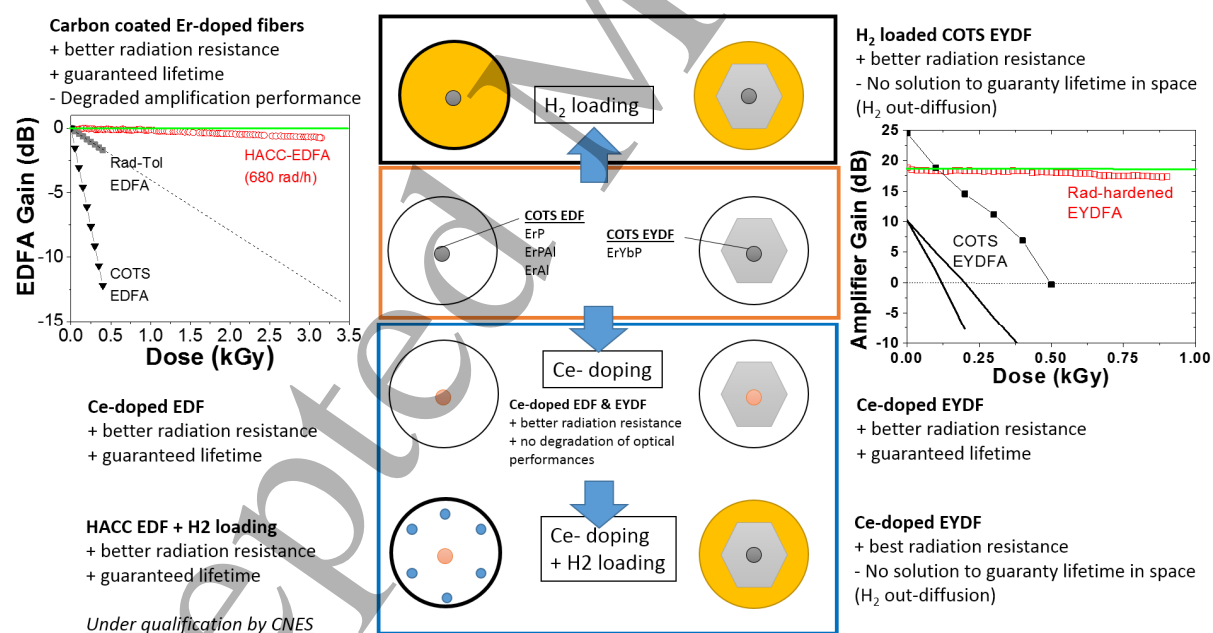 Carbon coated Er-doped fibers
+ better radiation resistance
+ guaranteed lifetime
- Degraded amplification performance
0
-5
-10
-15
EDFA Gain (dB)
Rad-Tol
EDFA
HACC-EDFA
(680 rad/h)
COTS
EDFA
0.0 0.5 1.0 1.5 2.0 2.5 3.0 3.5
Dose (kGy)
Ce-doped EDF
+ better radiation resistance
+ guaranteed lifetime
HACC EDF + H2 loading
+ better radiation resistance
+ guaranteed lifetime
Under qualification by CNES
H2 loading
COTS EDF
ErP
ErPAl
ErAl
COTS EYDF
ErYbP
Ce- doping
Ce-doped EDF & EYDF
+ better radiation resistance
+ no degradation of optical
performances
Ce- doping
+ H2 loading
H2 loaded COTS EYDF
+ better radiation resistance
- No solution to guaranty lifetime in space
(H2 out-diffusion)
25
20
15
10
5
0
-5
-10
Amplifier Gain (dB)
Rad-hardened
EYDFA
COTS
EYDFA
0.00 0.25 0.50 0.75 1.00
Dose (kGy)
Ce-doped EYDF
+ better radiation resistance
+ guaranteed lifetime
Ce-doped EYDF
+ best radiation resistance
- No solution to guaranty lifetime in space
(H2 out-diffusion)
epted M